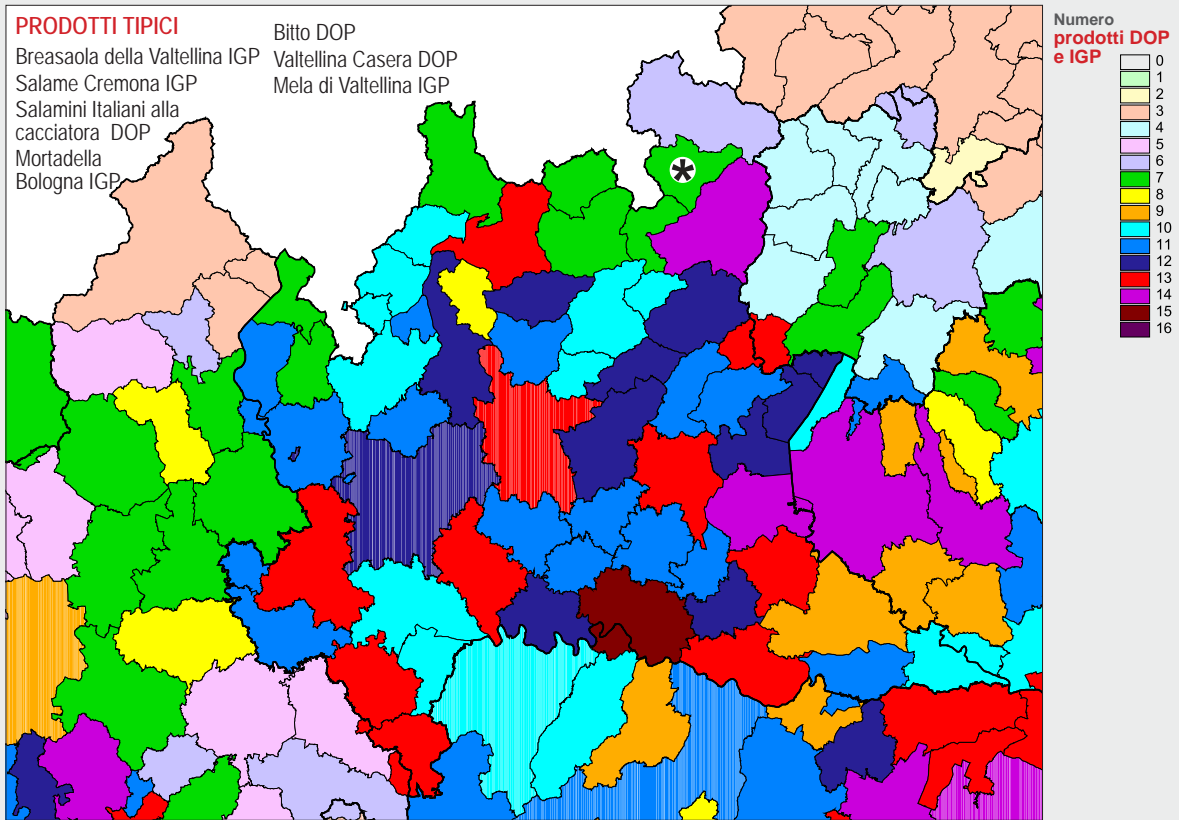 PRODOTTI TIPICI
Breasaola della Valtellina IGP
Salame Cremona IGP
Salamini Italiani alla
cacciatora DOP
Mortadella
Bologna IGP
Bitto DOP
Valtellina Casera DOP
Mela di Valtellina IGP
*
Numero
prodotti DOP
e IGP
0
1
2
3
4
5
6
7
8
9
10
11
12
13
14
15
16